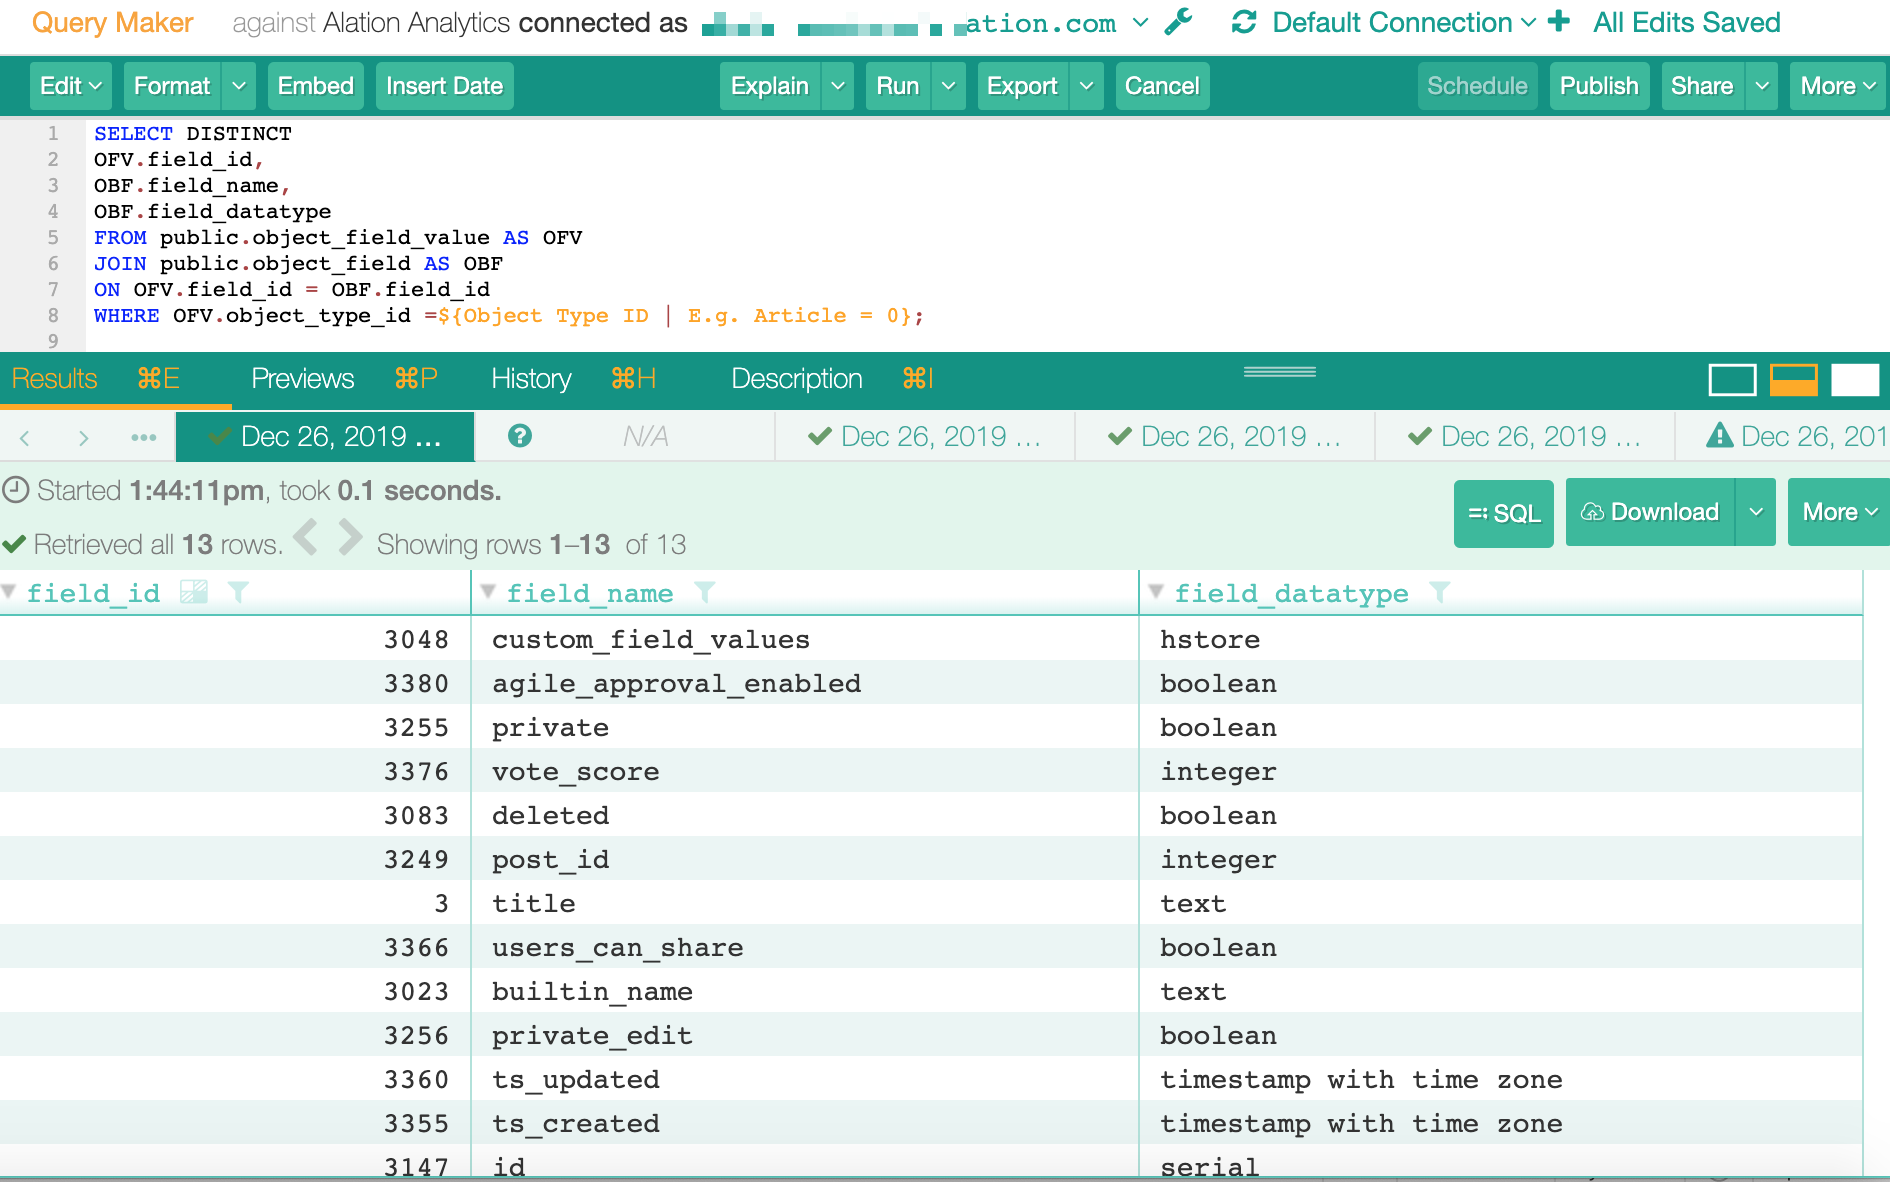 Query Maker against Alation Analytics connected as ation.com Default Connection All Edits Saved
Edit Format Embed Insert Date Explain Run Export Cancel Schedule Publish Share More
1 SELECT DISTINCT
2 OFV.field_id,
3 OBF.field_name,
4 OBF.field_datatype
5 FROM public.object_field_value AS OFV
6 JOIN public.object_field AS OBF
7 ON OFV.field_id = OBF.field_id
8 WHERE OFV.object_type_id =${Object Type ID | E.g. Article = 0};
9
Results ⌘E Previews ⌘P History ⌘H Description ⌘I
Dec 26, 2019 ... ? N/A Dec 26, 2019 ... Dec 26, 2019 ... Dec 26, 2019 ... Dec 26, 201
Started 1:44:11pm, took 0.1 seconds.
SQL Download More
Retrieved all 13 rows. Showing rows 1–13 of 13
field_id field_name field_datatype
3048 custom_field_values hstore
3380 agile_approval_enabled boolean
3255 private boolean
3376 vote_score integer
3083 deleted boolean
3249 post_id integer
3 title text
3366 users_can_share boolean
3023 builtin_name text
3256 private_edit boolean
3360 ts_updated timestamp with time zone
3355 ts_created timestamp with time zone
3147 id serial